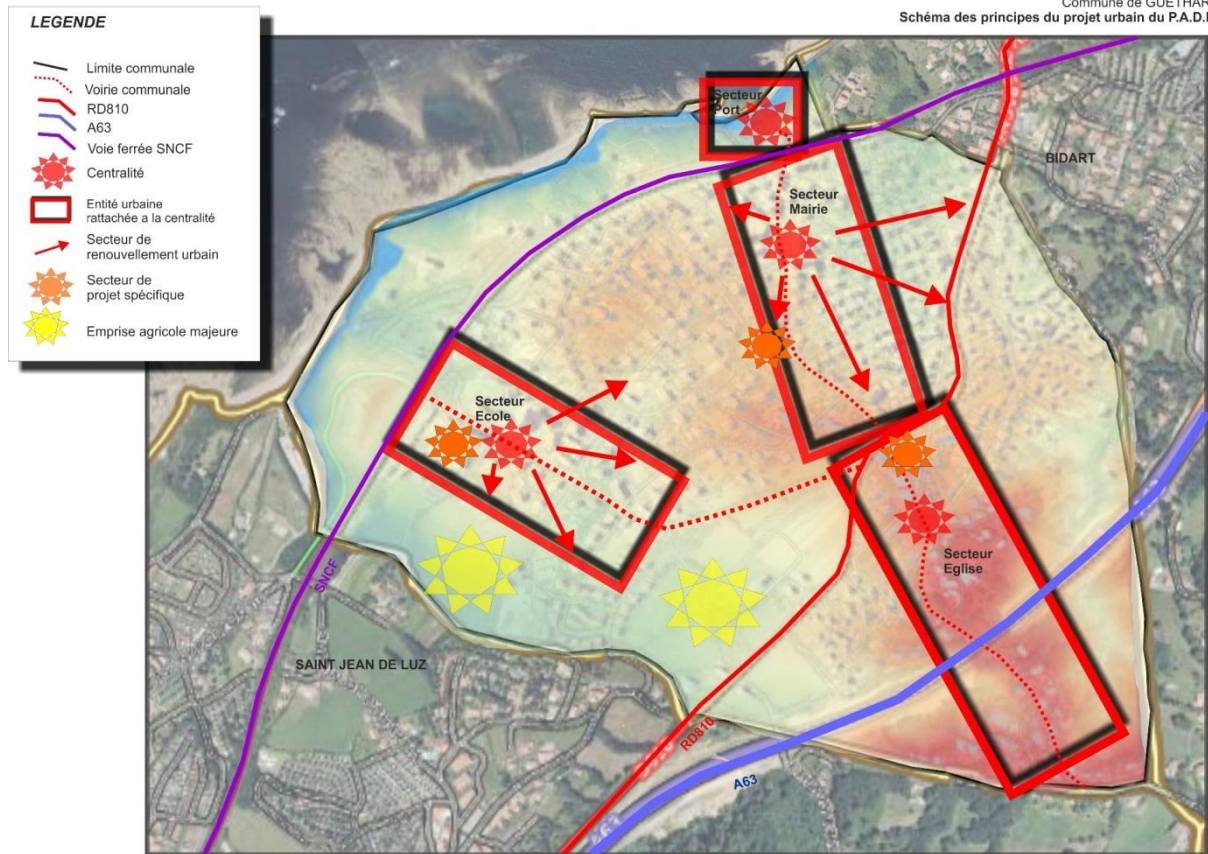 Commune de GUETHAR
Schéma des principes du projet urbain du P.A.D.
LEGENDE
Limite communale
Voirie communale
RD810
A63
Voie ferrée SNCF
Centralité
Entité urbaine
rattachée a la centralité
Secteur de
renouvellement urbain
Secteur de
projet spécifique
Emprise agricole majeure
Secteur
Port
BIDART
Secteur
Mairie
Secteur
Ecole
Secteur
Eglise
SNCF
SAINT JEAN DE LUZ
RD810
A63